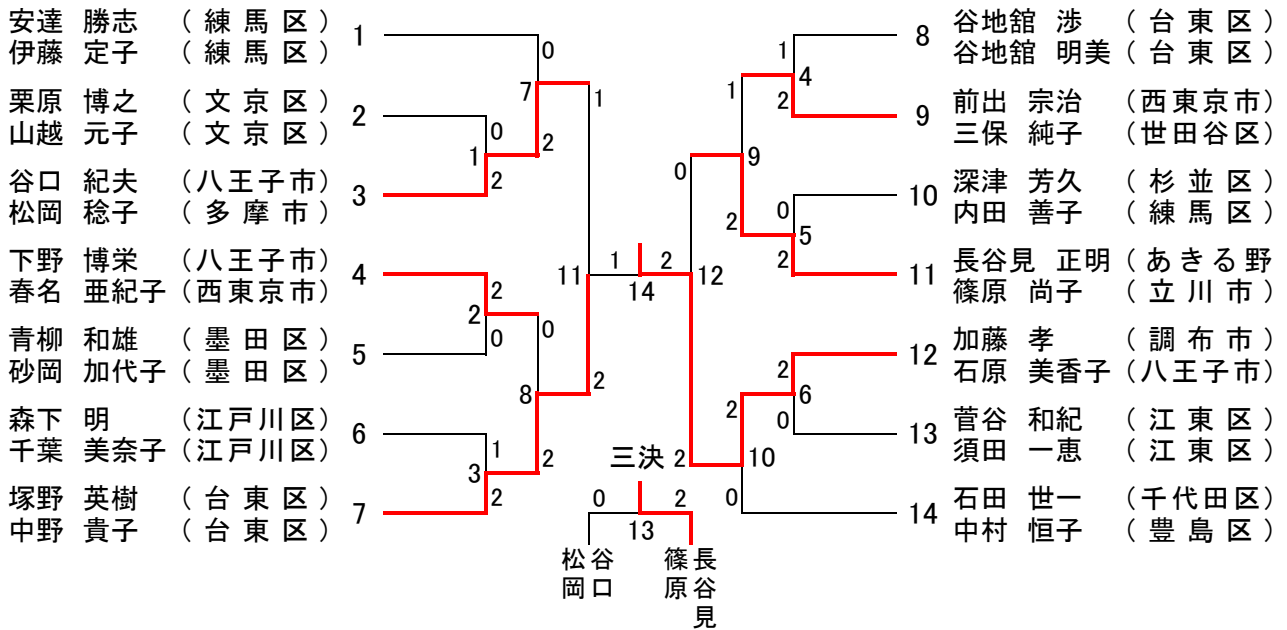 安達 勝志 （ 練 馬 区 ） 1
伊藤 定子 （ 練 馬 区 ）
栗原 博之 （ 文 京 区 ） 2
山越 元子 （ 文 京 区 ）
谷口 紀夫 （八王子市） 3
松岡 稔子 （ 多 摩 市 ）
下野 博栄 （八王子市） 4
春名 亜紀子（西東京市）
青柳 和雄 （ 墨 田 区 ） 5
砂岡 加代子（ 墨 田 区 ）
森下 明 （江戸川区） 6
千葉 美奈子（江戸川区）
塚野 英樹 （ 台 東 区 ） 7
中野 貴子 （ 台 東 区 ）
0
7
1
0
1
2
2
2
2
0
0
11
8
2
1
3
2
2
1 2
14
三決 2
0 2
13
松岡
谷口
篠原
長谷見
1
4
1
2
0
9
0
2
5
2
12
2
2
6
0
10
0
8 谷地舘 渉 （ 台 東 区 ）
谷地舘 明美（ 台 東 区 ）
9 前出 宗治 （西東京市）
三保 純子 （世田谷区）
10 深津 芳久 （ 杉 並 区 ）
内田 善子 （ 練 馬 区 ）
11 長谷見 正明（ あきる野
篠原 尚子 （ 立 川 市 ）
12 加藤 孝 （ 調 布 市 ）
石原 美香子（八王子市）
13 菅谷 和紀 （ 江 東 区 ）
須田 一恵 （ 江 東 区 ）
14 石田 世一 （千代田区）
中村 恒子 （ 豊 島 区 ）